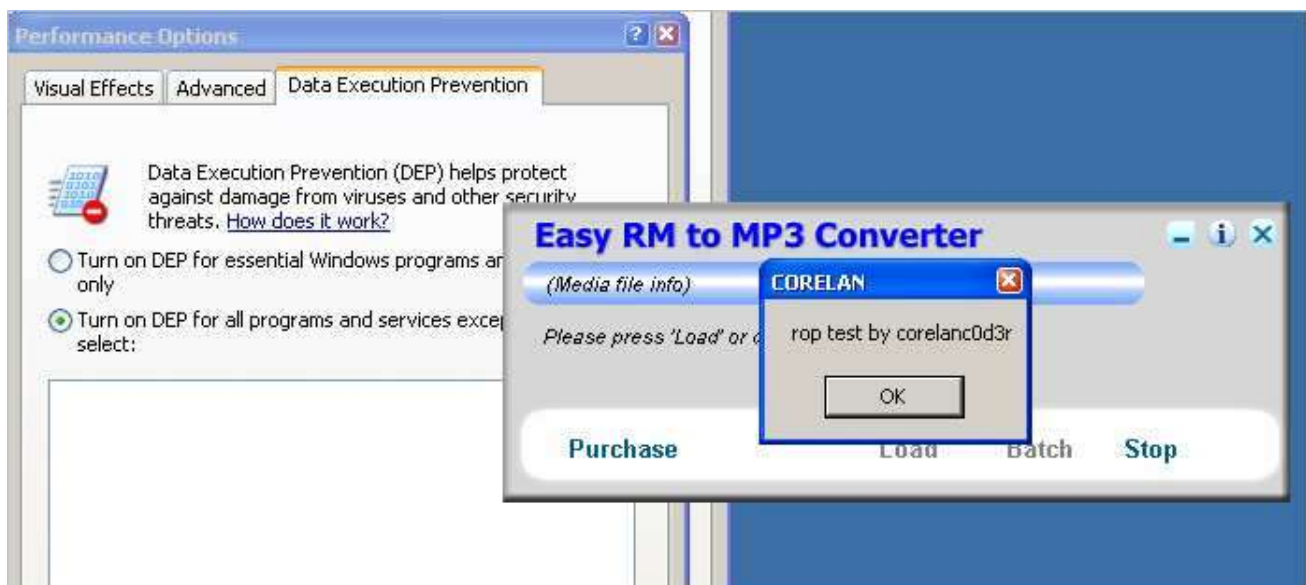 Performance Options
Visual Effects
Advanced
Data Execution Prevention
Data Execution Prevention (DEP) helps protect
against damage from viruses and other security
threats. How does it work?
Turn on DEP for essential Windows programs
only
Turn on DEP for all programs and services
select:
Easy RM to MP3 Converter
(Media file info)
Please press 'Load' or
CORELAN
rop test by corelanc0d3r
OK
Purchase
Load
Batch
Stop